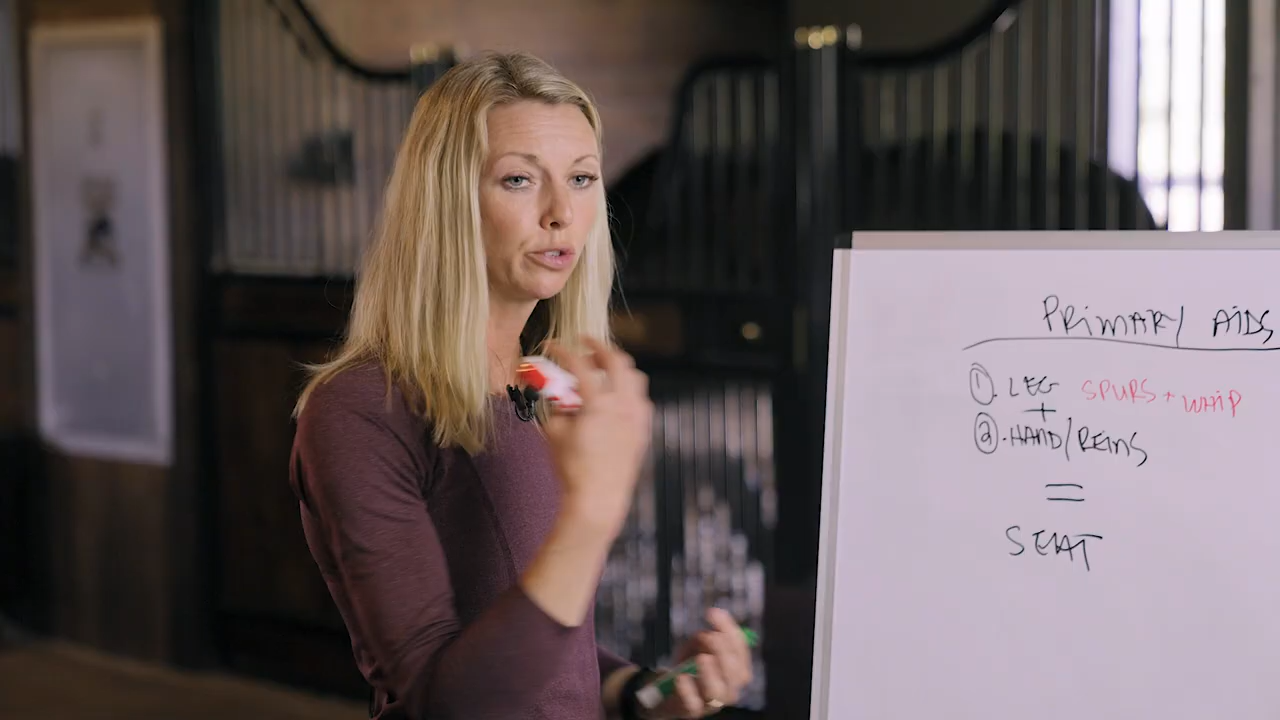 PRIMARY AIDS
①. LEG SPURS + WHIP
+
②. HAND/REINS
=
SEAT